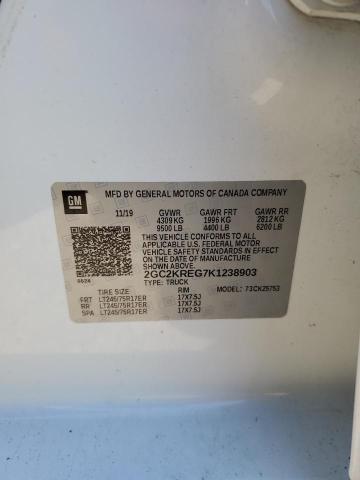 GM
MFD BY GENERAL MOTORS OF CANADA COMPANY
11/19 GVWR GAWR FRT GAWR RR
4309 KG 1996 KG 2812 KG
9500 LB 4400 LB 6200 LB
THIS VEHICLE CONFORMS TO ALL
APPLICABLE U.S. FEDERAL MOTOR
VEHICLE SAFETY STANDARDS IN
EFFECT ON THE DATE OF
MANUFACTURE SHOWN ABOVE.
2GC2KREG7K1238903
TYPE: TRUCK
MODEL: 73CK25753
TIRE SIZE RIM
FRT LT245/75R17ER 17X7.5J
RR LT245/75R17ER 17X7.5J
SPA LT245/75R17ER 17X7.5J